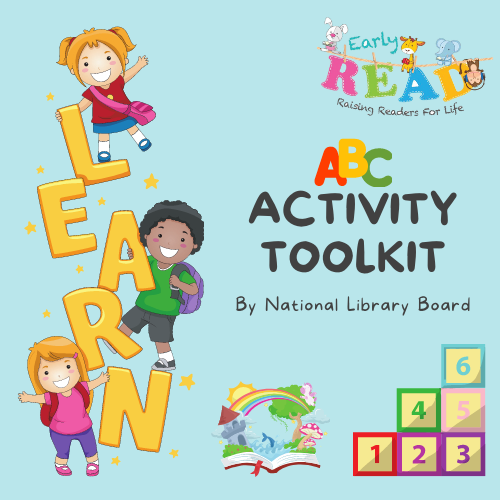 LEARN
Early
READ
Raising Readers For Life
ABC
ACTIVITY
TOOLKIT
By National Library Board
6
4 5
1 2 3